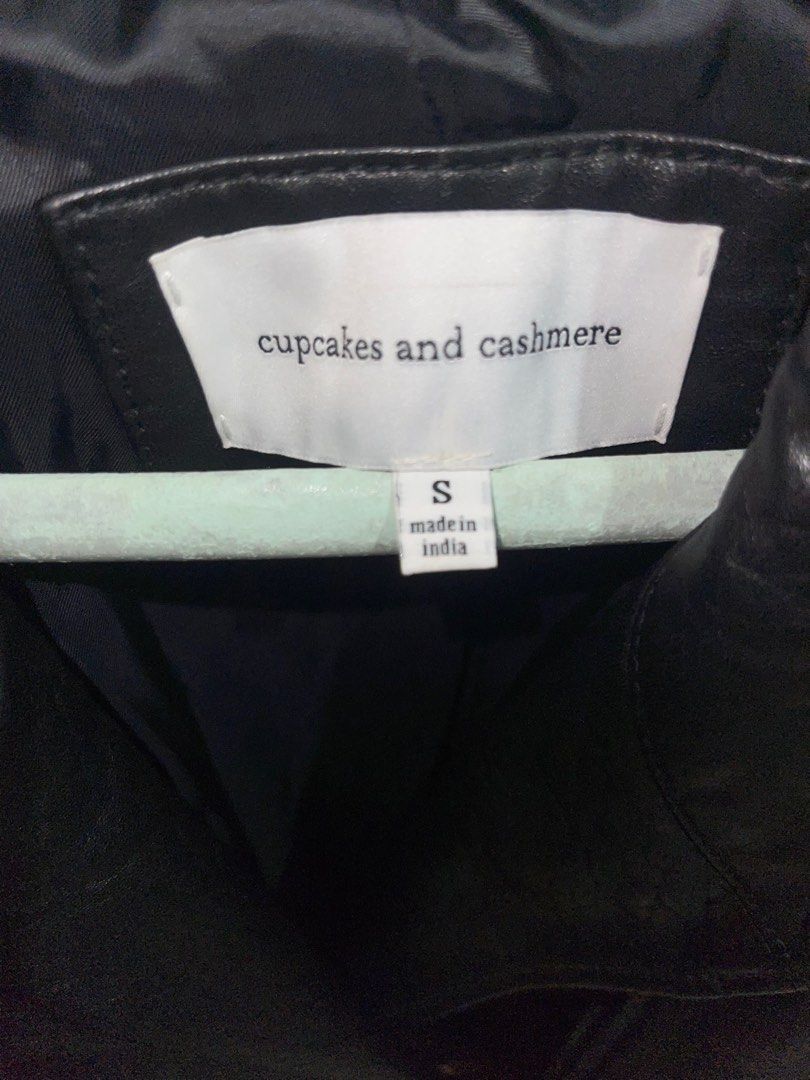 cupcakes and cashmere
S
made in
india